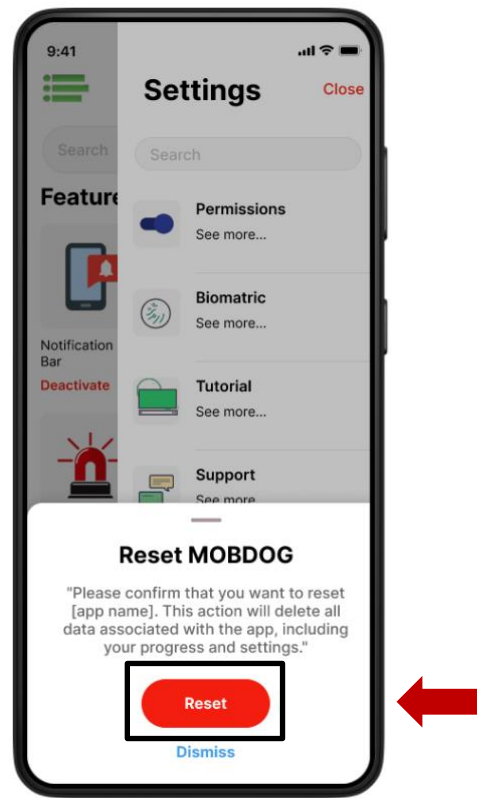 9:41
Settings
Close
Search
Search
Feature
Permissions
See more...
Biomatric
See more...
Notification
Bar
Deactivate
Tutorial
See more...
Support
See more
Reset MOBDOG
"Please confirm that you want to reset
[app name]. This action will delete all
data associated with the app, including
your progress and settings."
Reset
Dismiss